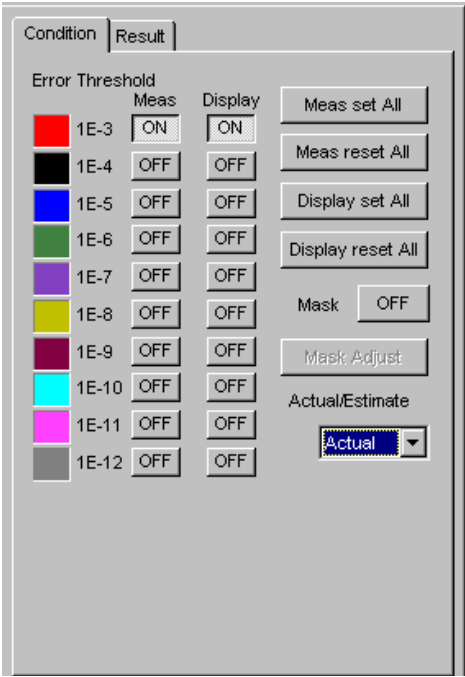 Condition Result
Error Threshold
Meas Display
1E-3 ON ON
1E-4 OFF OFF
1E-5 OFF OFF
1E-6 OFF OFF
1E-7 OFF OFF
1E-8 OFF OFF
1E-9 OFF OFF
1E-10 OFF OFF
1E-11 OFF OFF
1E-12 OFF OFF
Meas set All
Meas reset All
Display set All
Display reset All
Mask OFF
Mask Adjust
Actual/Estimate
Actual